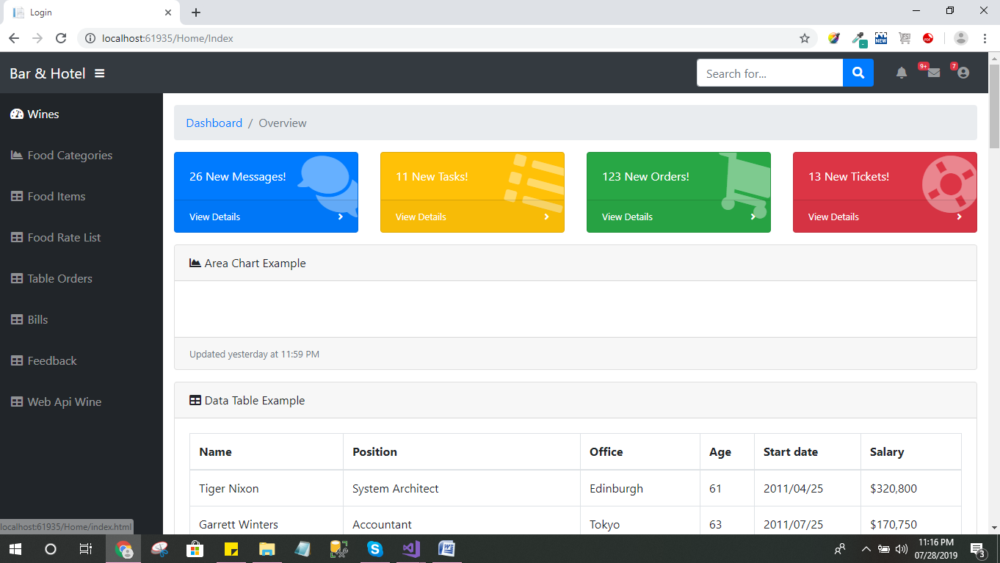 Login
localhost:61935/Home/Index
NEW
PDF
Bar & Hotel
Search for...
9+
7
Wines
Food Categories
Food Items
Food Rate List
Table Orders
Bills
Feedback
Web Api Wine
Dashboard / Overview
26 New Messages!
View Details
11 New Tasks!
View Details
123 New Orders!
View Details
13 New Tickets!
View Details
Area Chart Example
Updated yesterday at 11:59 PM
Data Table Example
Name Position Office Age Start date Salary
Tiger Nixon System Architect Edinburgh 61 2011/04/25 $320,800
Garrett Winters Accountant Tokyo 63 2011/07/25 $170,750
localhost:61935/Home/index.html
11:16 PM
07/28/2019
3